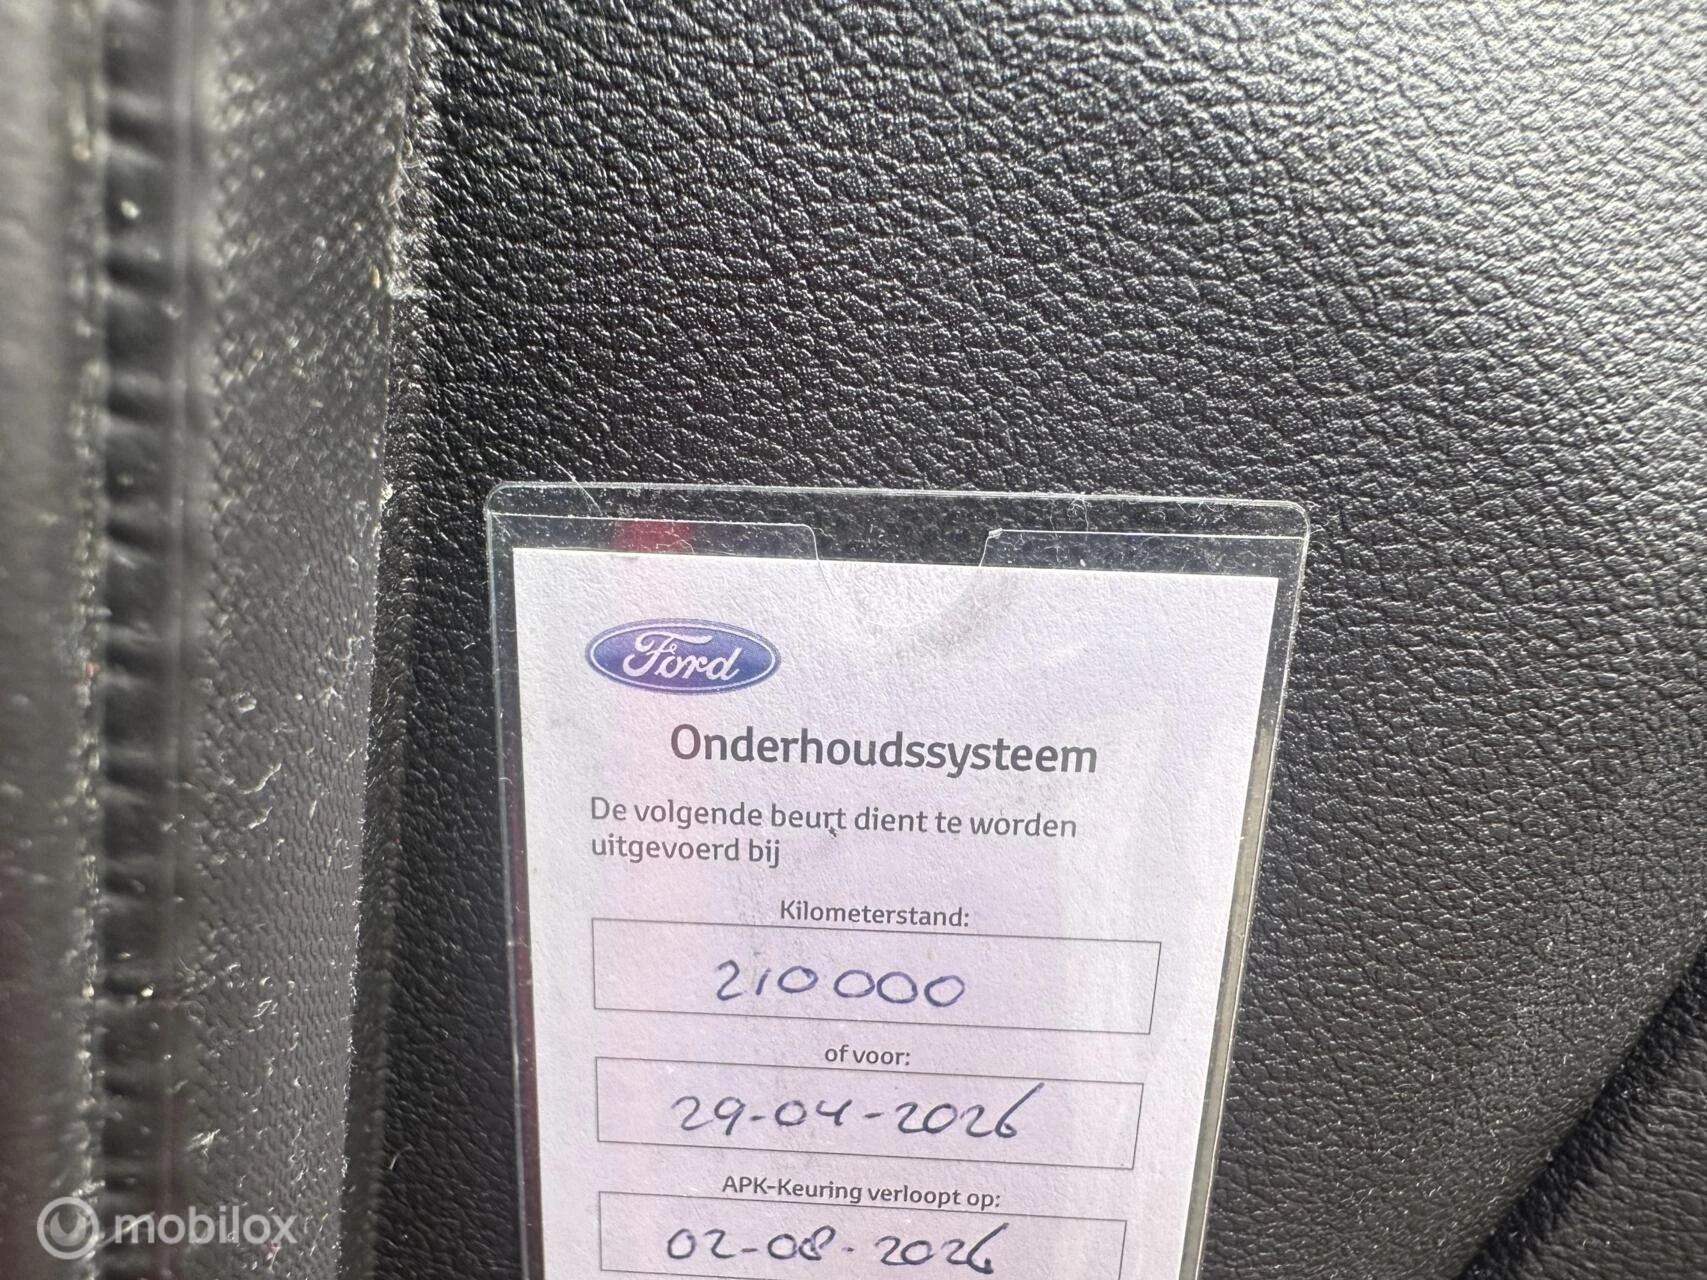 Ford
Onderhoudssysteem
De volgende beurt dient te worden
uitgevoerd bij
Kilometerstand:
210000
of voor:
29-04-2026
APK-Keuring verloopt op:
02-08-2026
mobilox